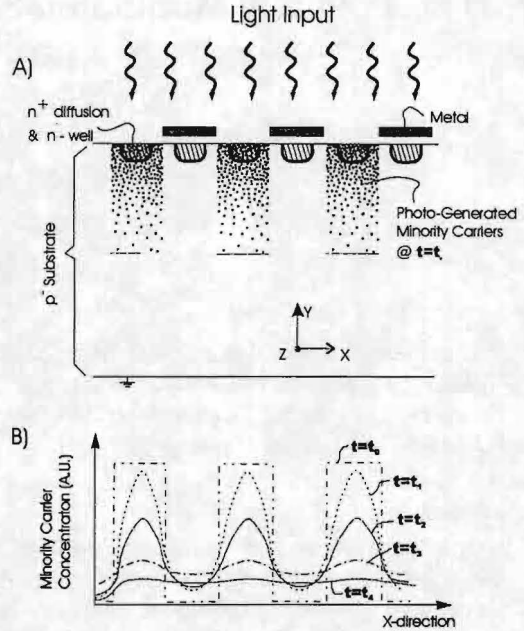 Light Input
A)
n+ diffusion
& n - well
Metal
p- Substrate
Photo-Generated
Minority Carriers
@ t=t
Y
Z
X
B)
Minority Carrier
Concentration (A.U.)
t=t₀
t=t₁
t=t₂
t=t₃
t=t₄
X-direction